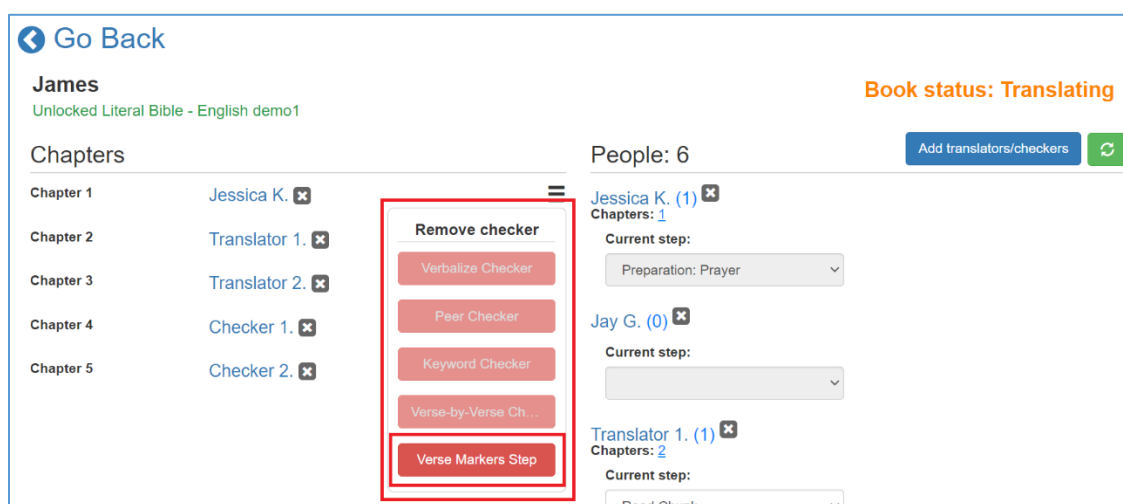 Go Back
James
Unlocked Literal Bible - English demo1
Book status: Translating
Chapters
Chapter 1 Jessica K.
Chapter 2 Translator 1.
Chapter 3 Translator 2.
Chapter 4 Checker 1.
Chapter 5 Checker 2.
Remove checker
Verbalize Checker
Peer Checker
Keyword Checker
Verse-by-Verse Ch...
Verse Markers Step
People: 6
Add translators/checkers
Jessica K. (1)
Chapters: 1
Current step:
Preparation: Prayer
Jay G. (0)
Current step:
Translator 1. (1)
Chapters: 2
Current step: